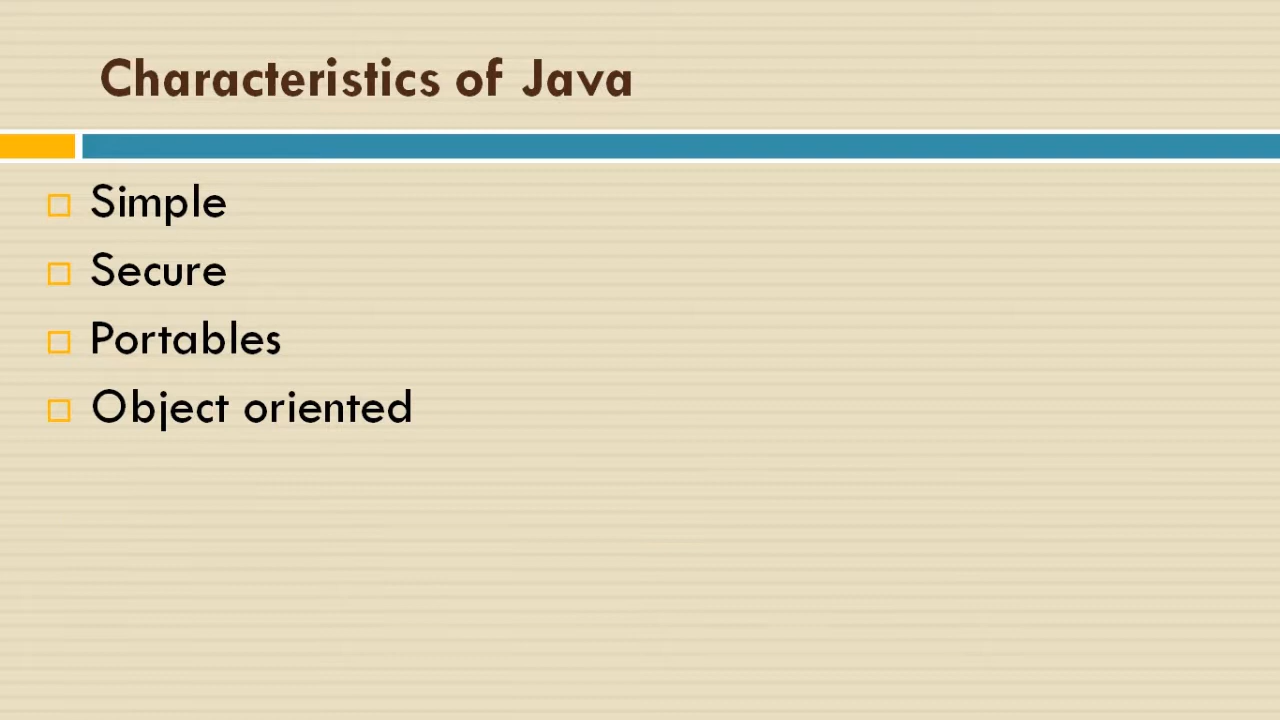 Characteristics of Java
Simple
Secure
Portables
Object oriented